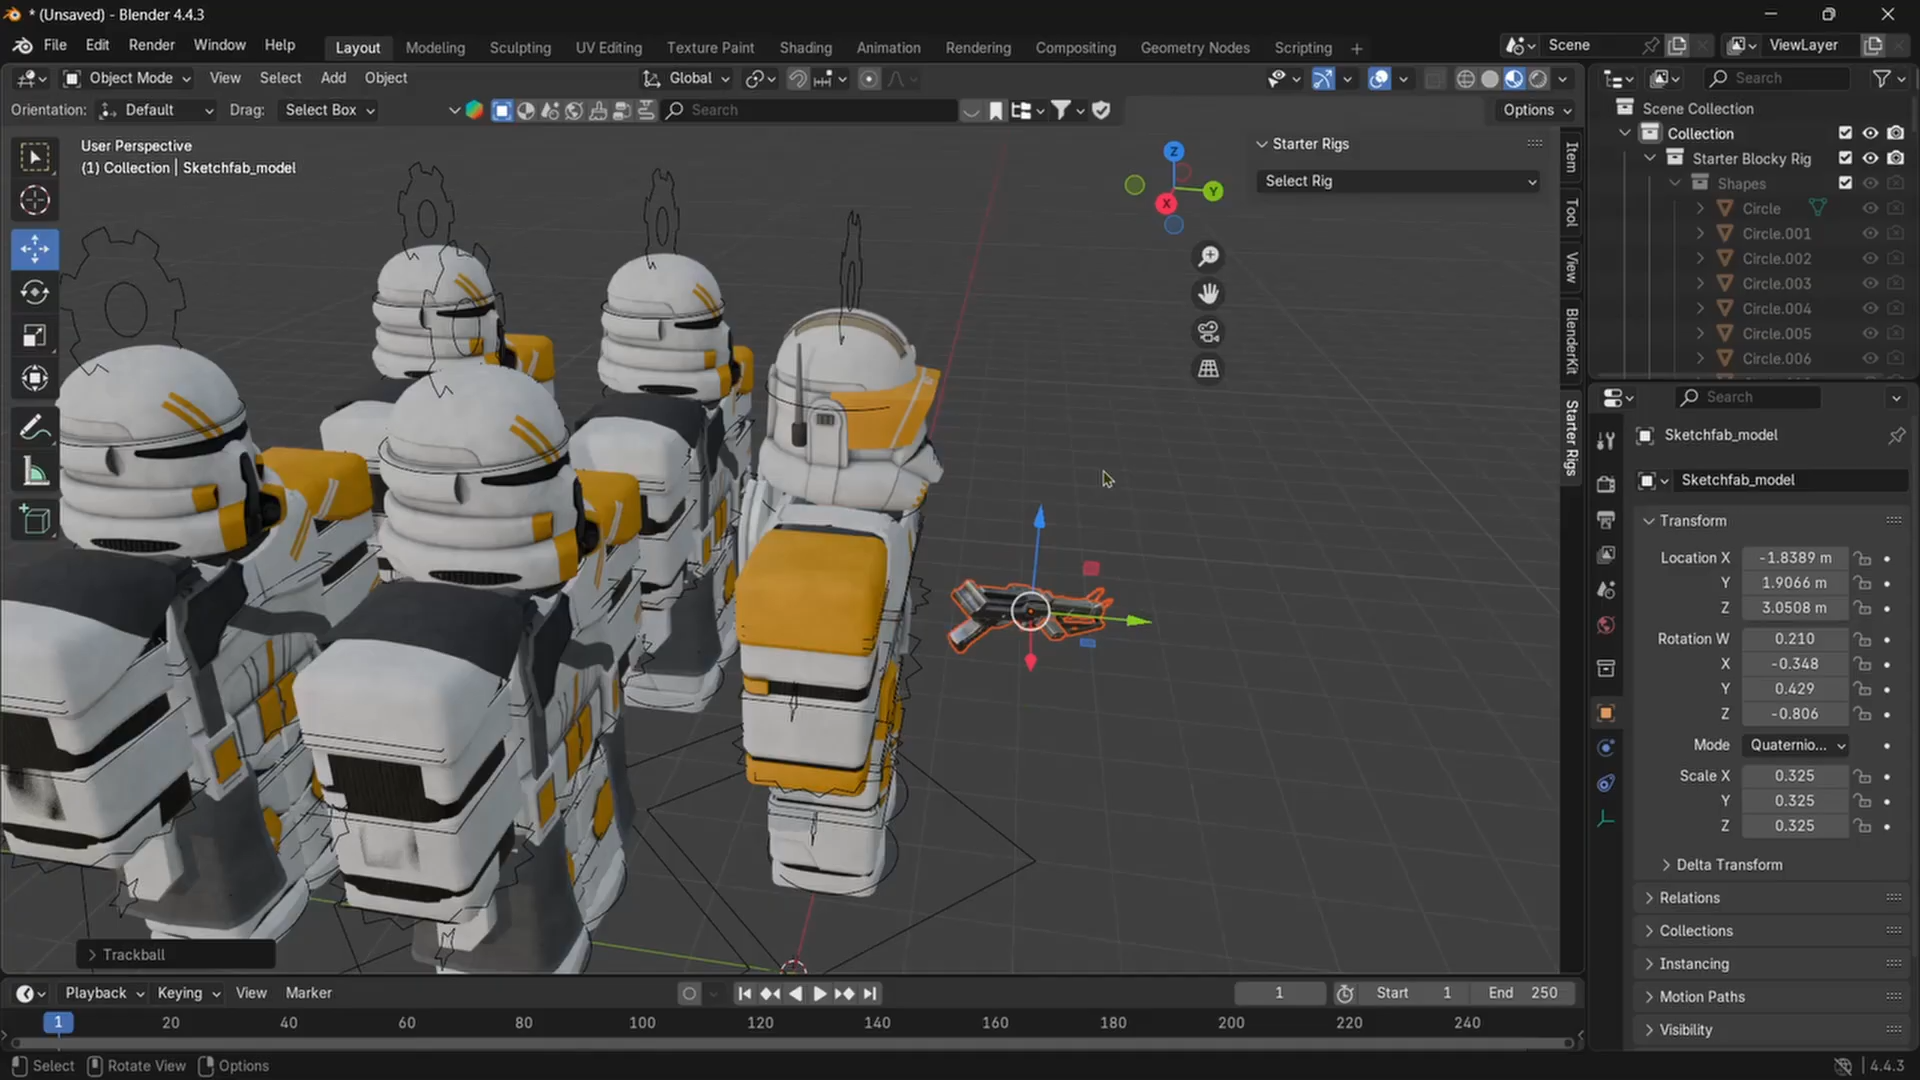 * (Unsaved) - Blender 4.4.3
File Edit Render Window Help Layout Modeling Sculpting UV Editing Texture Paint Shading Animation Rendering Compositing Geometry Nodes Scripting + Scene ViewLayer
Object Mode View Select Add Object Global Search
Orientation: Default Drag: Select Box Search Options
User Perspective
(1) Collection | Sketchfab_model
Z
Y
X
Starter Rigs
Select Rig
Item
Tool
View
BlenderKit
Starter Rigs
Scene Collection
Collection
Starter Blocky Rig
Shapes
Circle
Circle.001
Circle.002
Circle.003
Circle.004
Circle.005
Circle.006
Search
Sketchfab_model
Sketchfab_model
Transform
Location X -1.8389 m
Y 1.9066 m
Z 3.0508 m
Rotation W 0.210
X -0.348
Y 0.429
Z -0.806
Mode Quaternio...
Scale X 0.325
Y 0.325
Z 0.325
Delta Transform
Relations
Collections
Instancing
Motion Paths
Visibility
Trackball
Playback Keying View Marker 1 Start 1 End 250
1 20 40 60 80 100 120 140 160 180 200 220 240
Select Rotate View Options 4.4.3